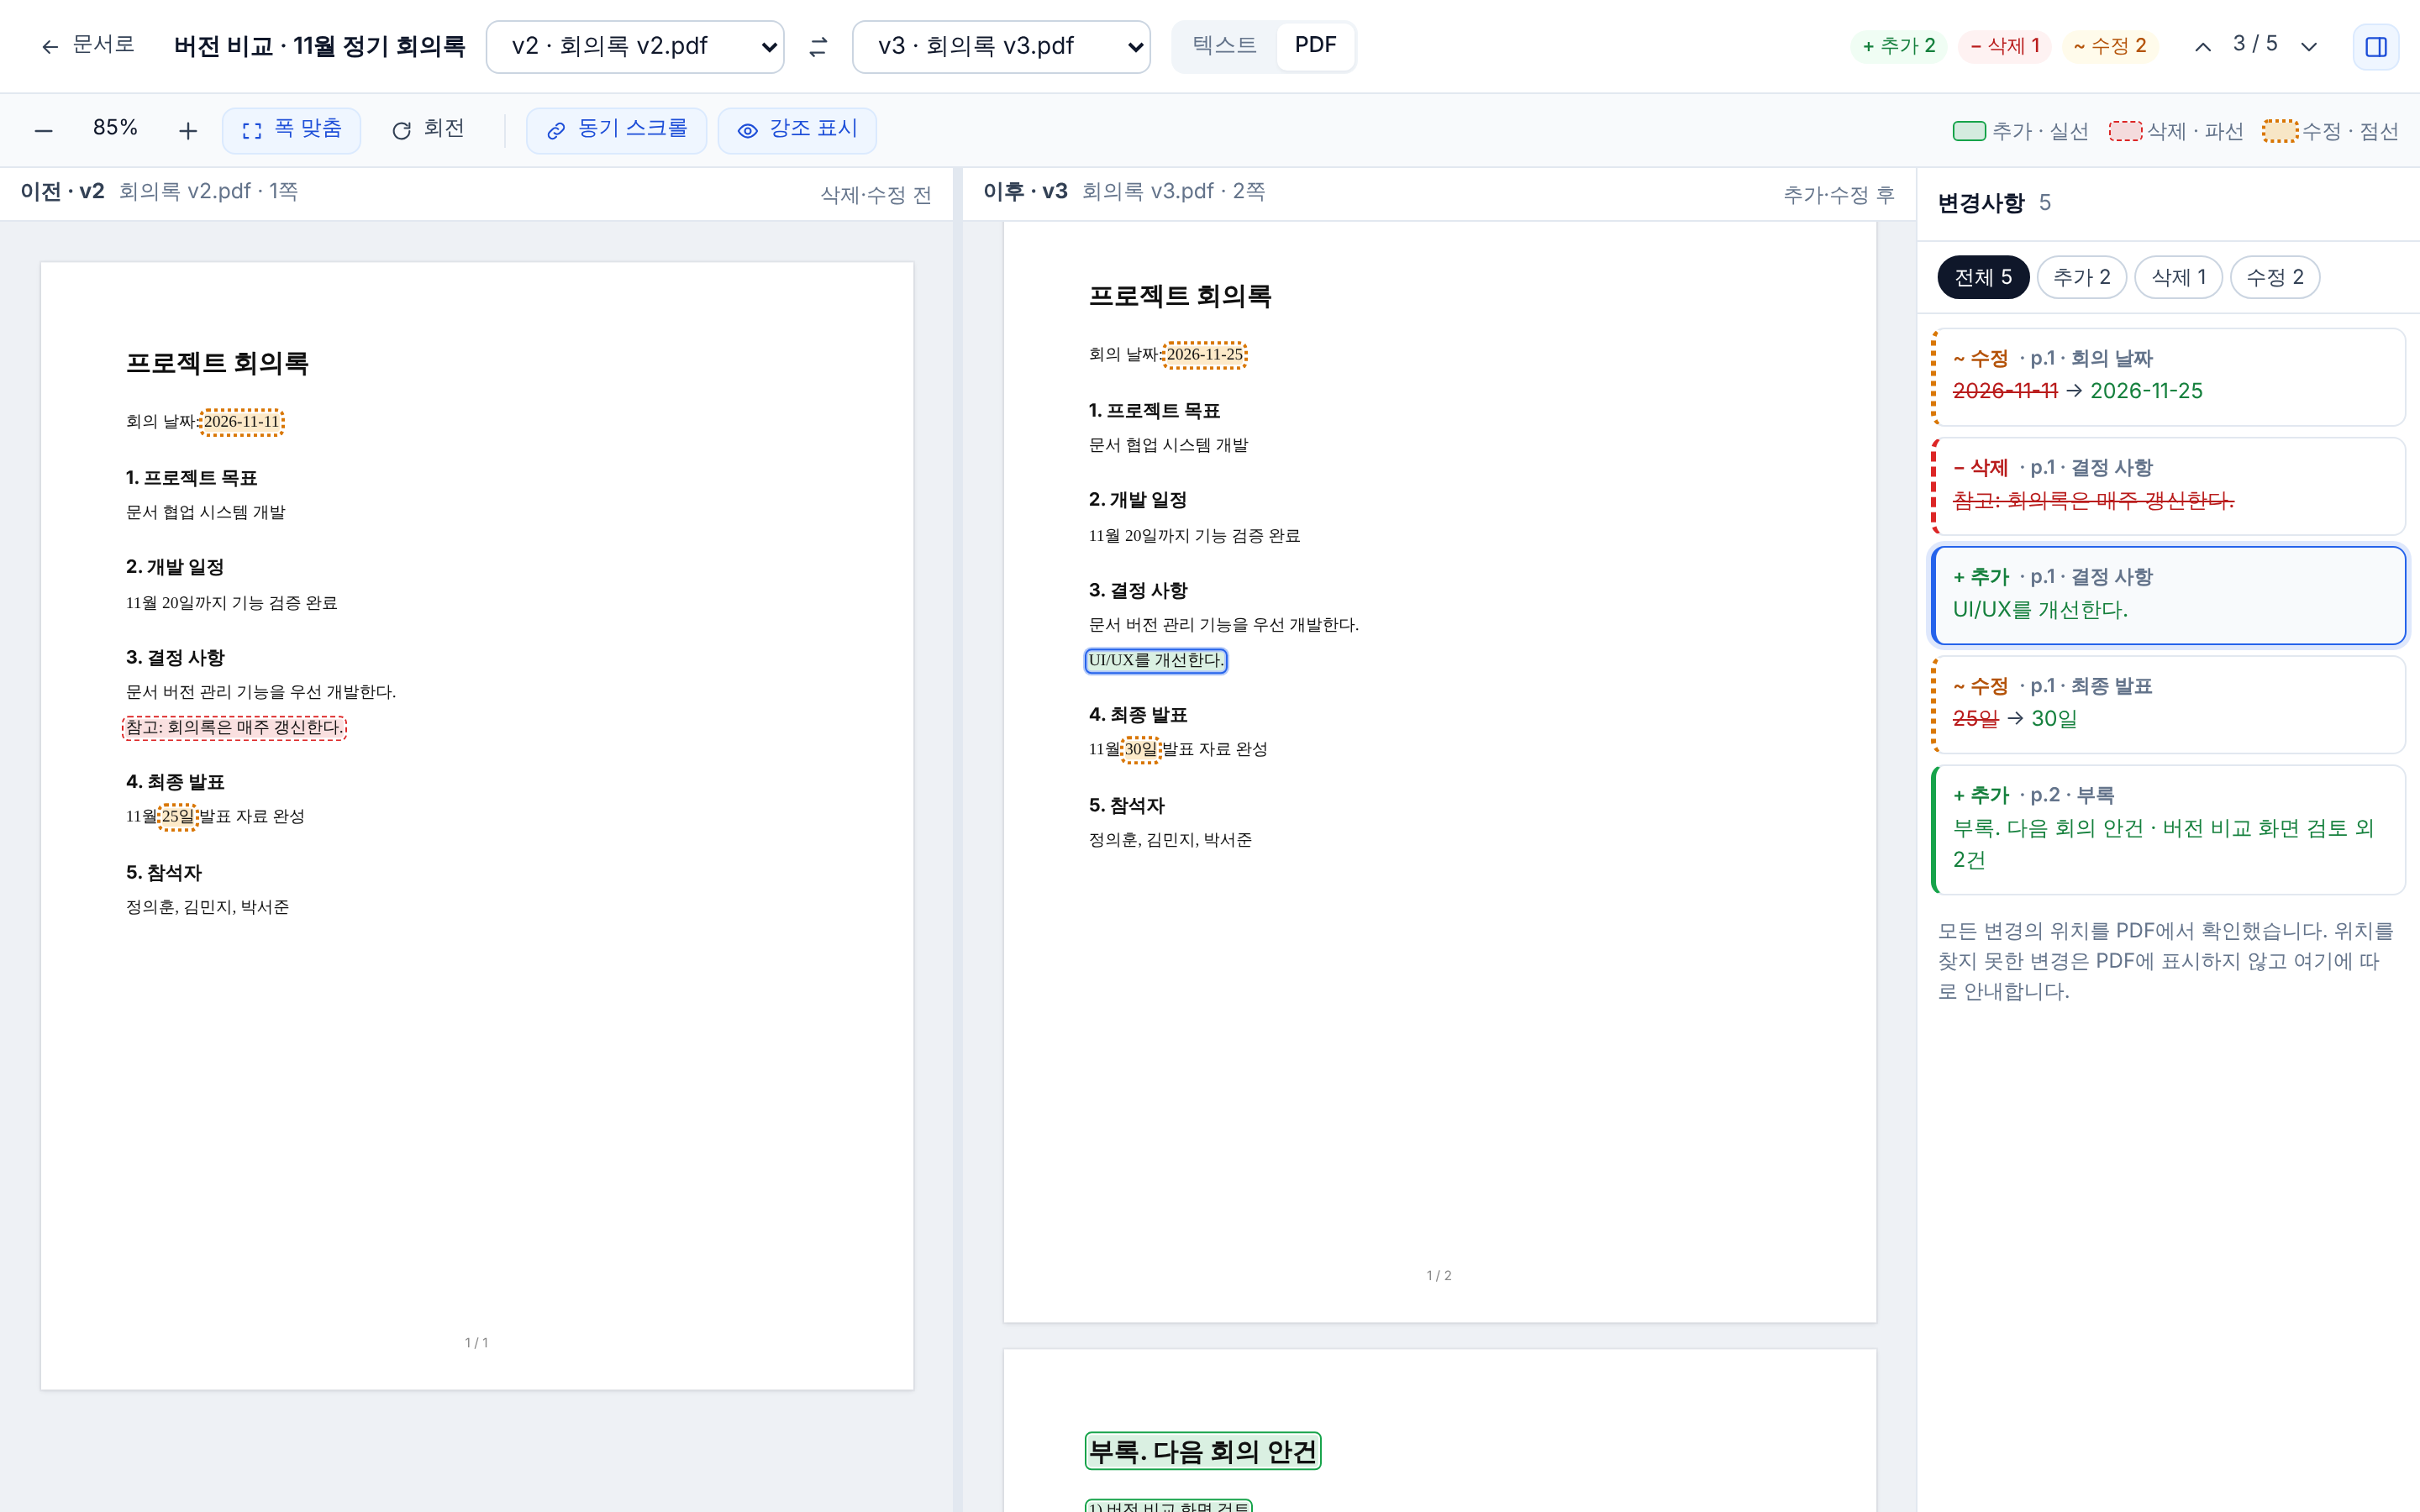 ← 문서로 버전 비교 · 11월 정기 회의록 v2 · 회의록 v2.pdf v3 · 회의록 v3.pdf 텍스트 PDF + 추가 2 − 삭제 1 ~ 수정 2 3 / 5
− 85% + 폭 맞춤 회전 동기 스크롤 강조 표시 추가 · 실선 삭제 · 파선 수정 · 점선
이전 · v2 회의록 v2.pdf · 1쪽 삭제·수정 전
프로젝트 회의록
회의 날짜: 2026-11-11
1. 프로젝트 목표
문서 협업 시스템 개발
2. 개발 일정
11월 20일까지 기능 검증 완료
3. 결정 사항
문서 버전 관리 기능을 우선 개발한다.
참고: 회의록은 매주 갱신한다.
4. 최종 발표
11월 25일 발표 자료 완성
5. 참석자
정의훈, 김민지, 박서준
1 / 1
이후 · v3 회의록 v3.pdf · 2쪽 추가·수정 후
프로젝트 회의록
회의 날짜: 2026-11-25
1. 프로젝트 목표
문서 협업 시스템 개발
2. 개발 일정
11월 20일까지 기능 검증 완료
3. 결정 사항
문서 버전 관리 기능을 우선 개발한다.
UI/UX를 개선한다.
4. 최종 발표
11월 30일 발표 자료 완성
5. 참석자
정의훈, 김민지, 박서준
1 / 2
부록. 다음 회의 안건
1) 버전 비교 화면 검토
변경사항 5
전체 5 추가 2 삭제 1 수정 2
~ 수정 · p.1 · 회의 날짜
2026-11-11 → 2026-11-25
− 삭제 · p.1 · 결정 사항
참고: 회의록은 매주 갱신한다.
+ 추가 · p.1 · 결정 사항
UI/UX를 개선한다.
~ 수정 · p.1 · 최종 발표
25일 → 30일
+ 추가 · p.2 · 부록
부록. 다음 회의 안건 · 버전 비교 화면 검토 외
2건
모든 변경의 위치를 PDF에서 확인했습니다. 위치를
찾지 못한 변경은 PDF에 표시하지 않고 여기에 따
로 안내합니다.